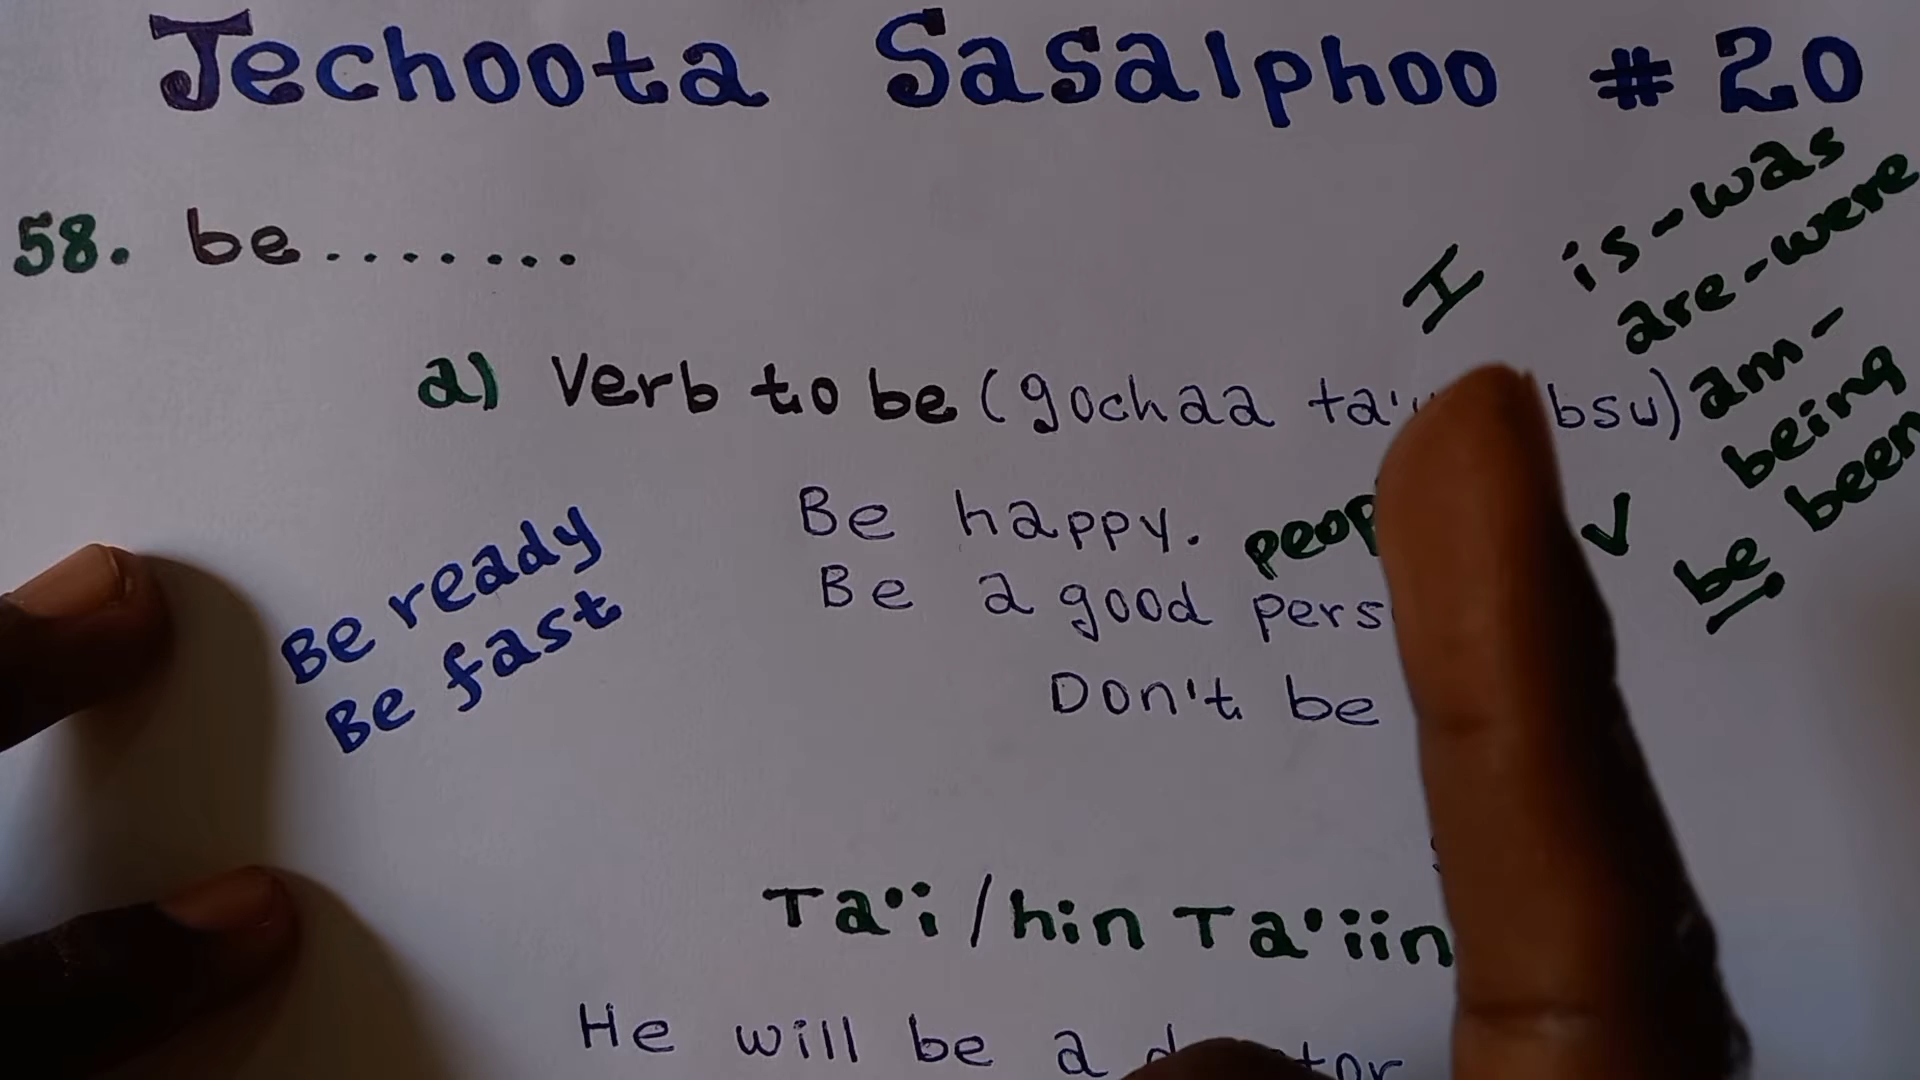 Jechoota Sasalphoo # 20
58. be........
I
is-was
are-were
am-
being
been
be
a) Verb to be (gochaa
Be happy.
Be a good
Don't be
Be ready
Be fast
Ta'i/hin Ta'iin
He will be a